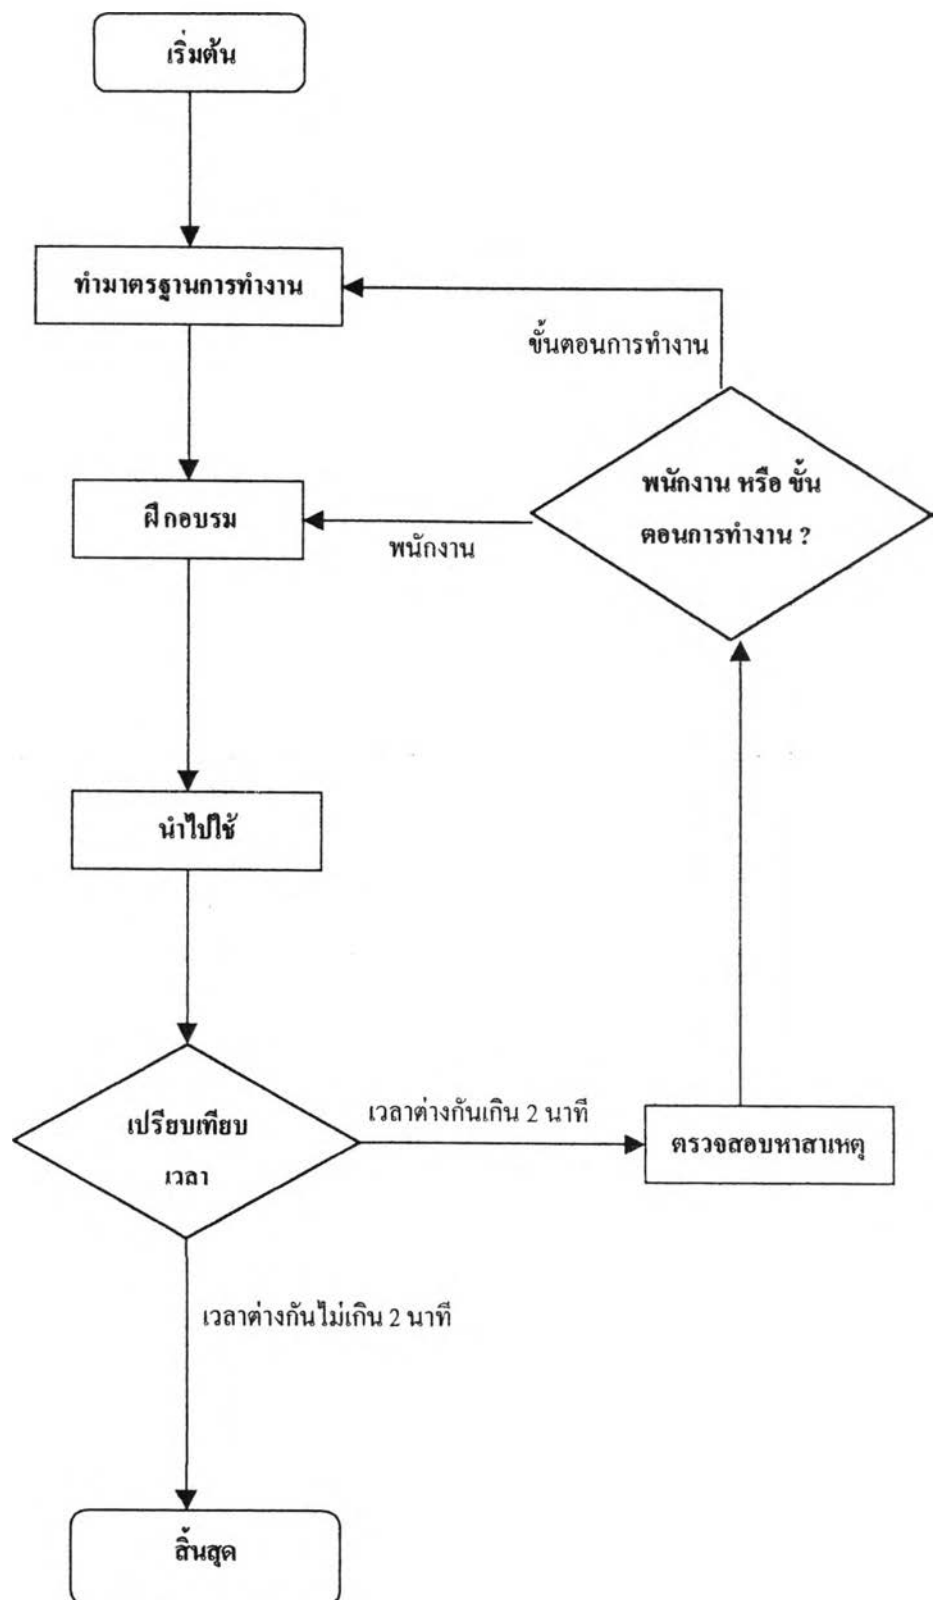 เริ่มต้น
ทำมาตรฐานการทำงาน
ขั้นตอนการทำงาน
พนักงาน หรือ ขั้น
ตอนการทำงาน ?
ฝึกอบรม
พนักงาน
นำไปใช้
เปรียบเทียบ
เวลา
เวลาต่างกันเกิน 2 นาที
ตรวจสอบหาสาเหตุ
เวลาต่างกันไม่เกิน 2 นาที
สิ้นสุด